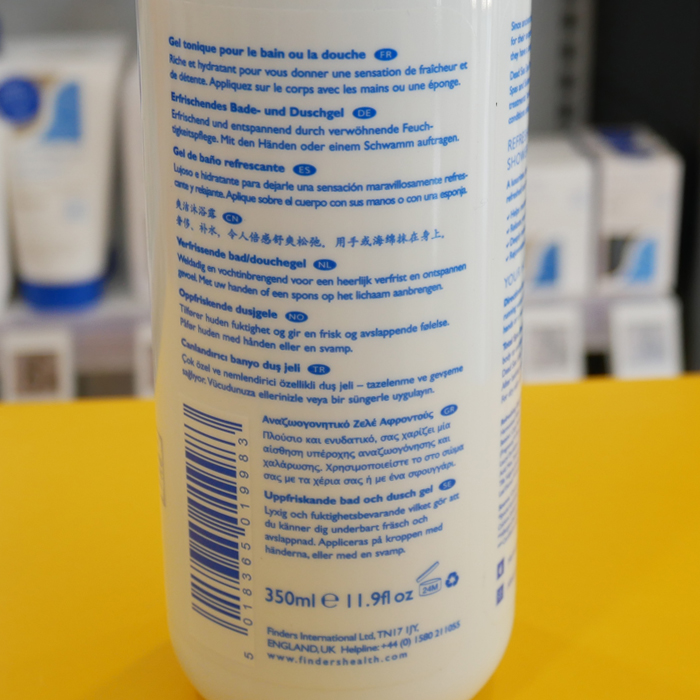 Gel tonique pour le bain ou la douche FR
Riche et hydratant pour vous donner une sensation de fraîcheur et
de détente. Appliquez sur le corps avec les mains ou une éponge.
Erfrischendes Bade- und Duschgel DE
Erfrischend und entspannend durch verwöhnende Feuch-
tigkeitspflege. Mit den Händen oder einem Schwamm auftragen.
Gel de baño refrescante ES
Lujoso e hidratante para dejarle una sensación maravillosamente refres-
cante y relajante. Aplique sobre el cuerpo con sus manos o con una esponja.
爽洁沐浴露 CN
奢侈、补水，令人倍感舒爽松弛。 用手或海绵抹在身上。
Verfrissende bad/douchegel NL
Weldadig en vochtinbrengend voor een heerlijk verfrist en ontspannen
gevoel. Met uw handen of een spons op het lichaam aanbrengen.
Oppfriskende dusjgele NO
Tilfører huden fuktighet og gir en frisk og avslappende følelse.
Påfør huden med hånden eller en svamp.
Canlandırıcı banyo duş jeli TR
Çok özel ve nemlendirici özellikli duş jeli – tazelenme ve gevşeme
sağlıyor. Vücudunuza ellerinizle veya bir süngerle uygulayın.
Αναζωογονητικό Ζελέ Αφροντούς GR
Πλούσιο και ενυδατικό, σας χαρίζει μία
αίσθηση υπέροχης αναζωογόνησης και
χαλάρωσης. Χρησιμοποιείστε το στο σώμα
σας με τα χέρια σας ή με ένα σφουγγάρι.
Uppfriskande bad och dusch gel SE
Lyxig och fuktighetsbevarande vilket gör att
du känner dig underbart fräsch och
avslappnad. Appliceras på kroppen med
händerna, eller med en svamp.
5 018365 019983
350ml ℮ 11.9fl oz 24M
Finders International Ltd, TN17 1JY,
ENGLAND, UK Helpline: +44 (0) 1580 211055
www.findershealth.com